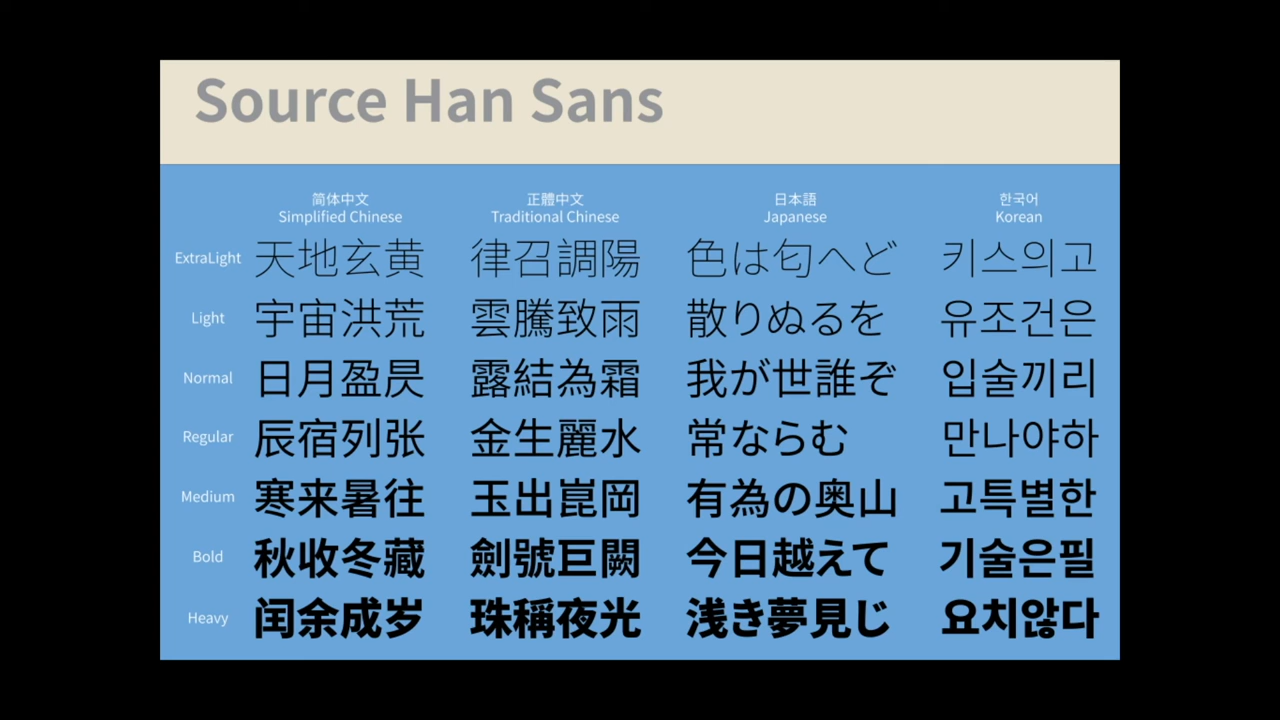 Source Han Sans
简体中文 正體中文 日本語 한국어
Simplified Chinese Traditional Chinese Japanese Korean
ExtraLight 天地玄黄 律召調陽 色は匂へど 키스의고
Light 宇宙洪荒 雲騰致雨 散りぬるを 유조건은
Normal 日月盈昃 露結為霜 我が世誰ぞ 입술끼리
Regular 辰宿列张 金生麗水 常ならむ 만나야하
Medium 寒来暑往 玉出崑岡 有為の奥山 고특별한
Bold 秋收冬藏 劍號巨闕 今日越えて 기술은필
Heavy 闰余成岁 珠稱夜光 浅き夢見じ 요치않다